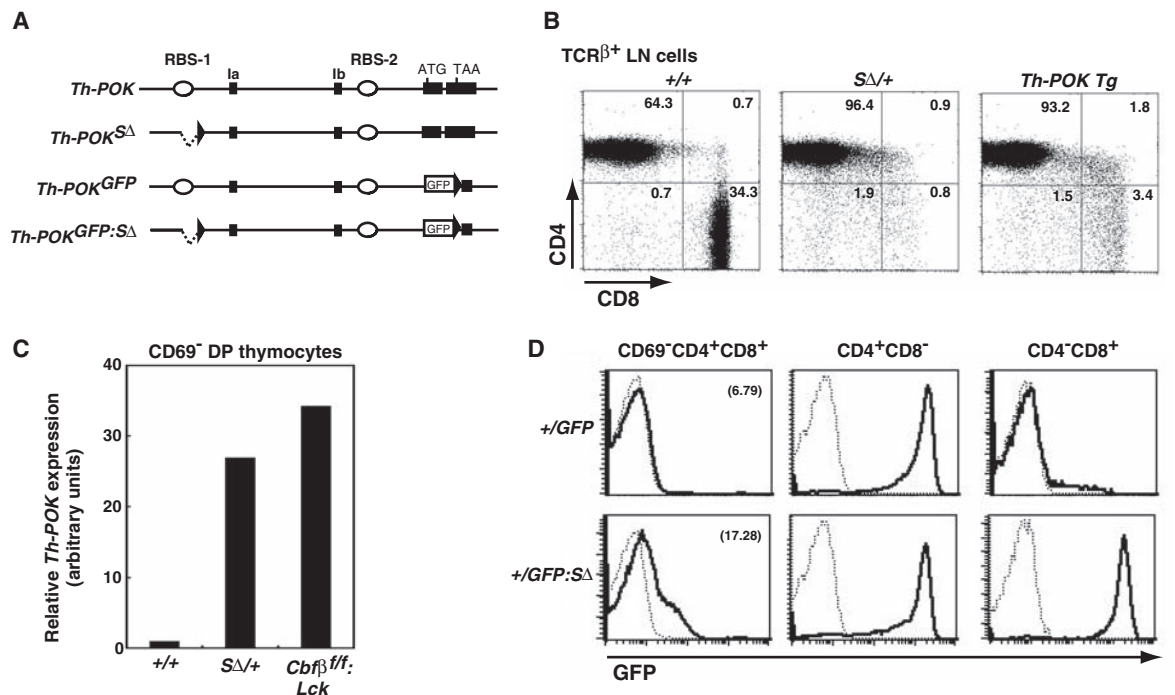 A
RBS-1
RBS-2
Ia
Ib
ATG TAA
Th-POK
Th-POK^SΔ
Th-POK^GFP
GFP
Th-POK^GFP:SΔ
GFP
B
TCRβ+ LN cells
+/+
SΔ/+
Th-POK Tg
64.3 0.7
0.7 34.3
96.4 0.9
1.9 0.8
93.2 1.8
1.5 3.4
CD4
CD8
C
CD69- DP thymocytes
Relative Th-POK expression
(arbitrary units)
40
30
20
10
0
+/+
SΔ/+
Cbfβ^f/f:
Lck
D
CD69-CD4+CD8+
CD4+CD8-
CD4-CD8+
+/GFP
(6.79)
+/GFP:SΔ
(17.28)
GFP